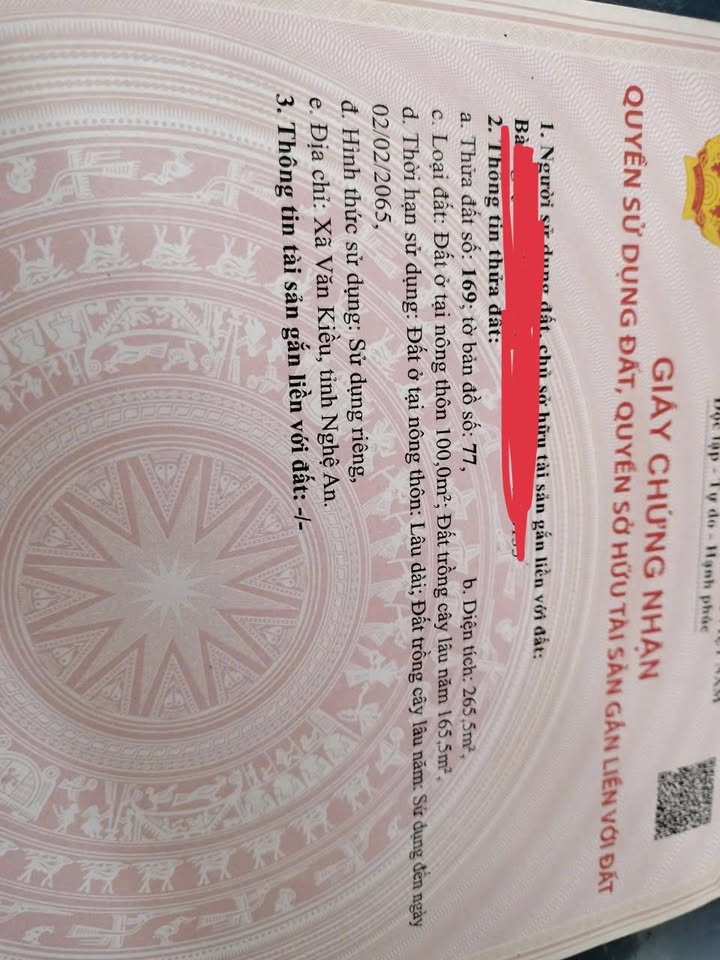 Độc lập - Tự do - Hạnh phúc
GIẤY CHỨNG NHẬN
QUYỀN SỬ DỤNG ĐẤT, QUYỀN SỞ HỮU TÀI SẢN GẮN LIỀN VỚI ĐẤT
1. Người sử dụng đất, chủ sở hữu tài sản gắn liền với đất:
Bà
2. Thông tin thửa đất:
a. Thửa đất số: 169; tờ bản đồ số: 77, b. Diện tích: 265,5m²,
c. Loại đất: Đất ở tại nông thôn 100,0m²; Đất trồng cây lâu năm 165,5m²,
d. Thời hạn sử dụng: Đất ở tại nông thôn: Lâu dài; Đất trồng cây lâu năm: Sử dụng đến ngày
02/02/2065,
đ. Hình thức sử dụng: Sử dụng riêng,
e. Địa chỉ: Xã Văn Kiều, tỉnh Nghệ An.
3. Thông tin tài sản gắn liền với đất: -/-